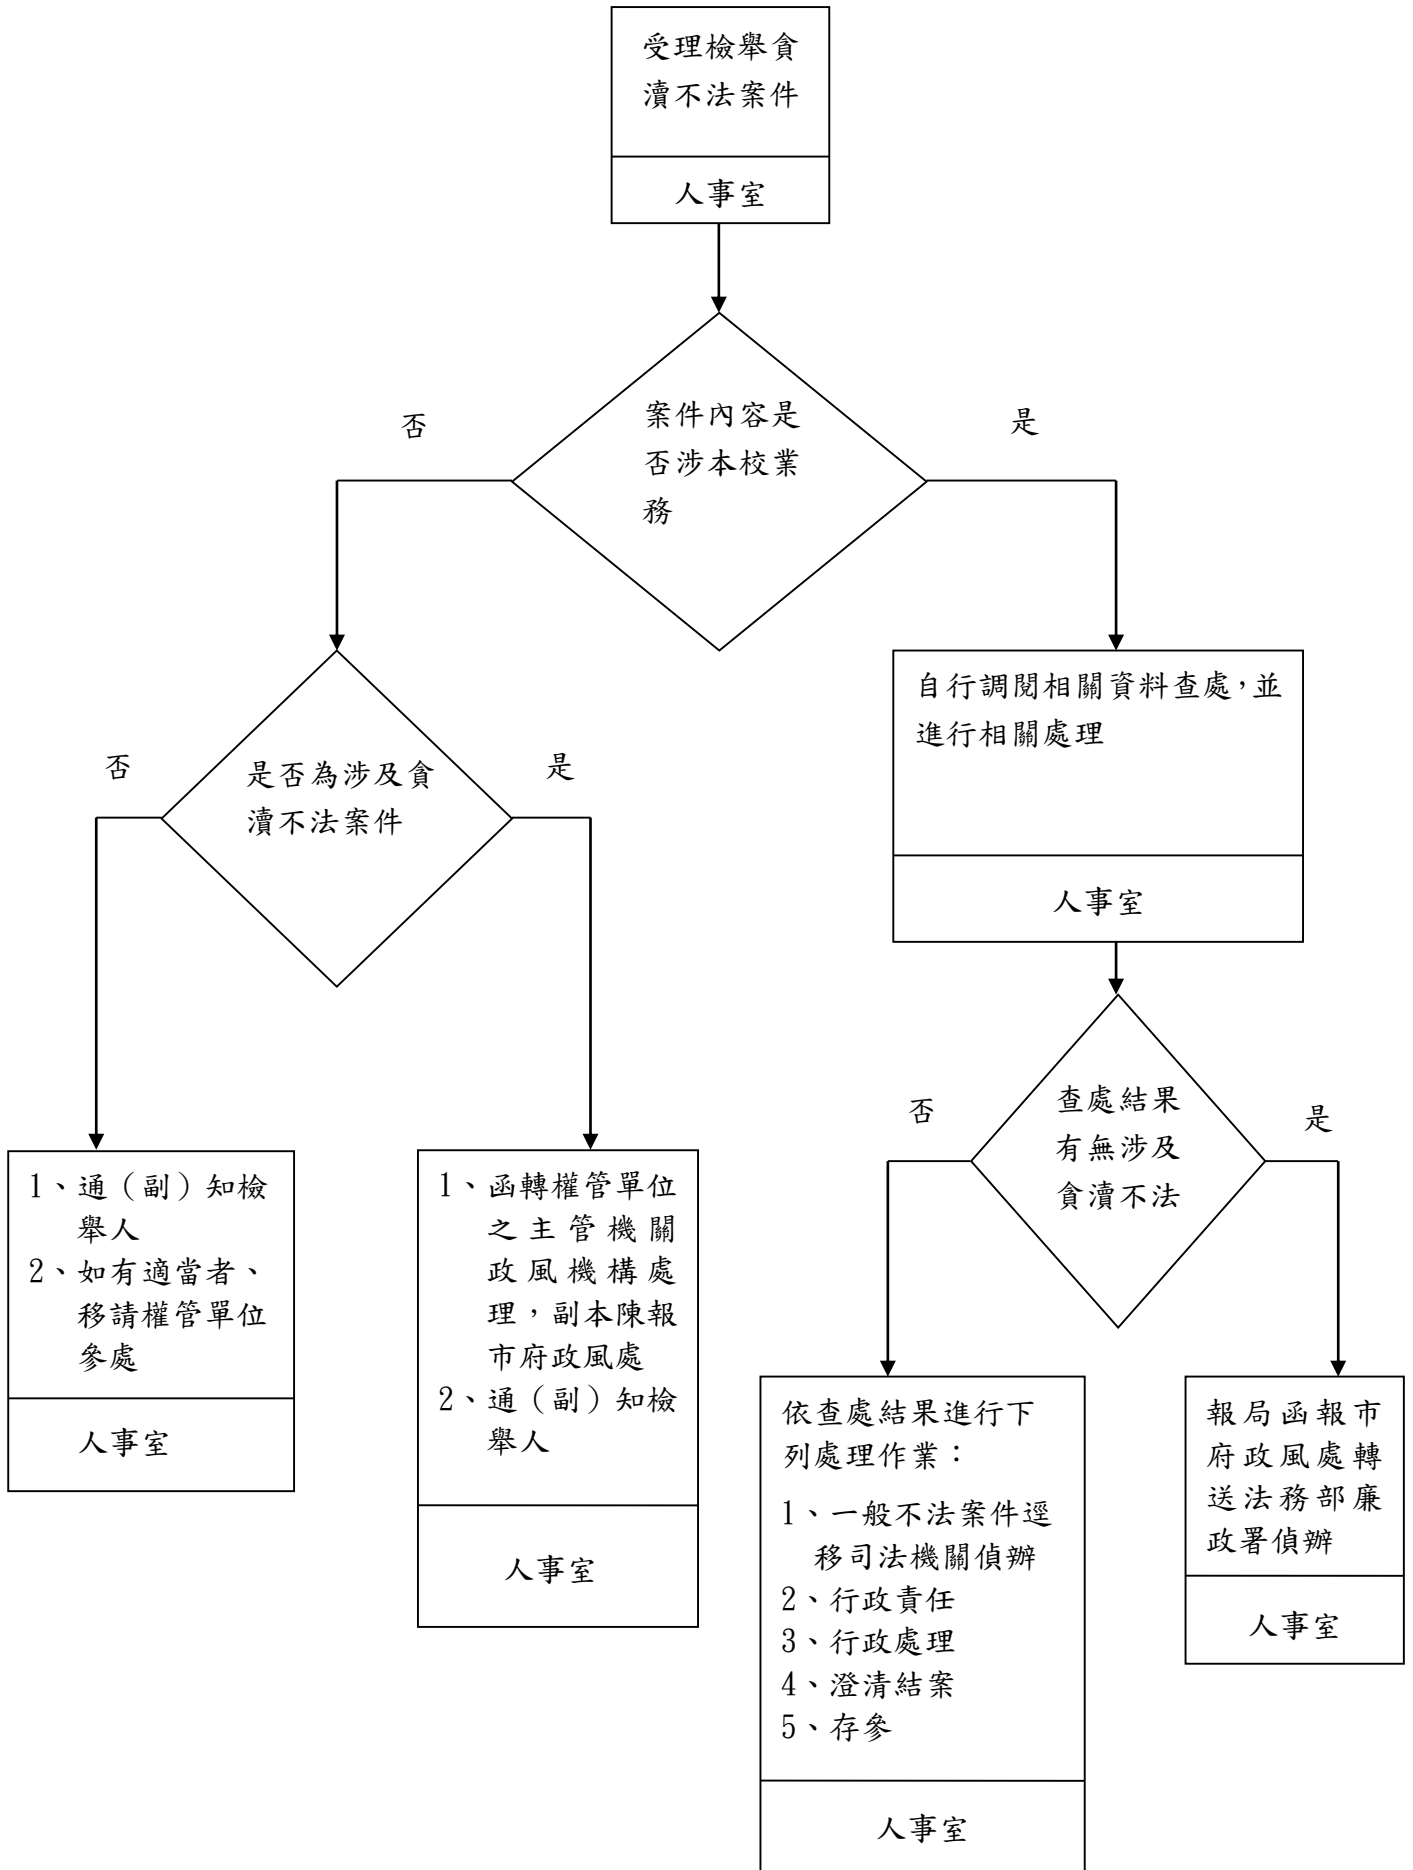 受理檢舉貪
瀆不法案件
人事室
案件內容是
否涉本校業
務
否
是
自行調閱相關資料查處，並
進行相關處理
人事室
是否為涉及貪
瀆不法案件
否
是
查處結果
有無涉及
貪瀆不法
否
是
1、通（副）知檢
舉人
2、如有適當者、
移請權管單位
參處
人事室
1、函轉權管單位
之主管機關
政風機構處
理，副本陳報
市府政風處
2、通（副）知檢
舉人
人事室
依查處結果進行下
列處理作業：
1、一般不法案件逕
移司法機關偵辦
2、行政責任
3、行政處理
4、澄清結案
5、存參
人事室
報局函報市
府政風處轉
送法務部廉
政署偵辦
人事室